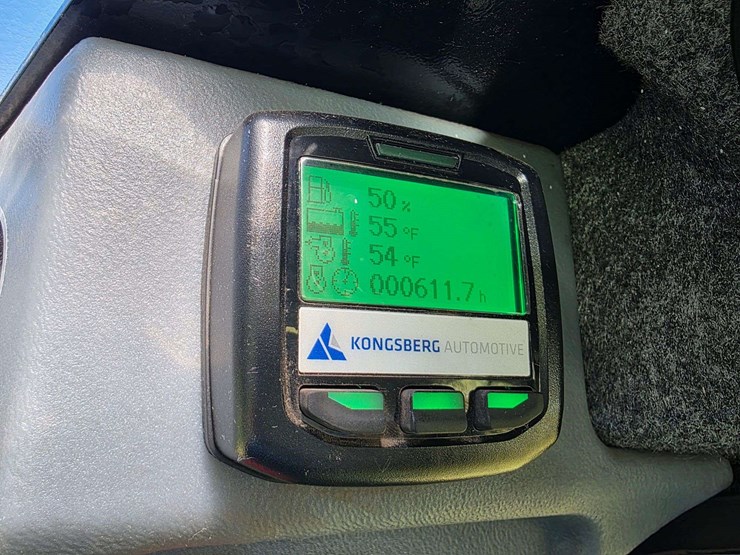 50 %
55 °F
54 °F
000611.7 h
KONGSBERG AUTOMOTIVE